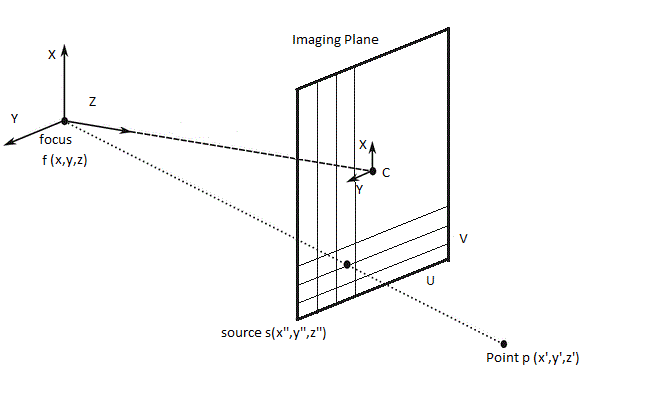 Imaging Plane
X
Z
Y
focus
f (x,y,z)
X
C
Y
V
U
source s(x",y",z")
Point p (x',y',z')